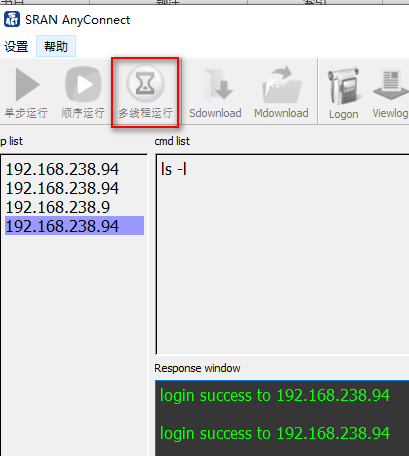 SRAN AnyConnect
设置 帮助
单步运行 顺序运行 多线程运行 Sdownload Mdownload Logon Viewlog
p list cmd list
192.168.238.94
192.168.238.94
192.168.238.9
192.168.238.94
ls -l
Response window
login success to 192.168.238.94
login success to 192.168.238.94